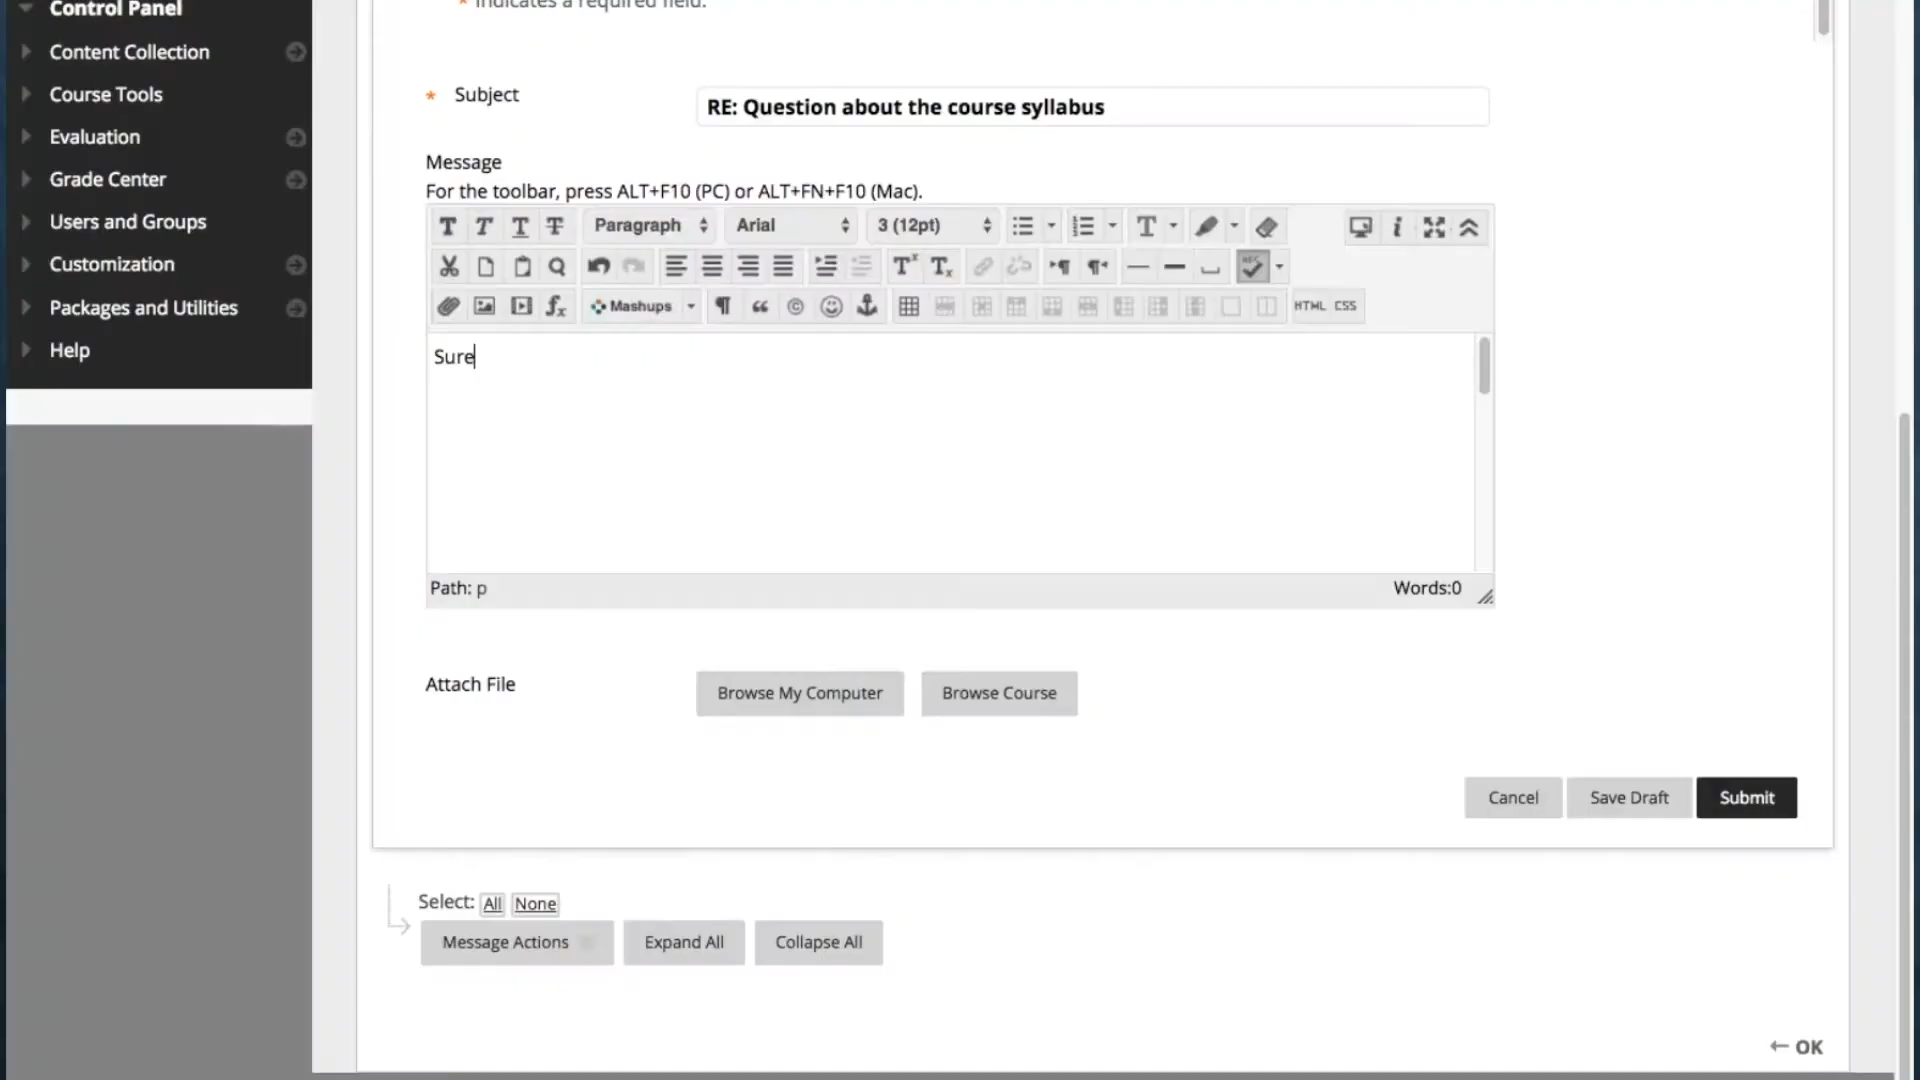 Control Panel
* Indicates a required field.
Content Collection
Course Tools
Evaluation
Grade Center
Users and Groups
Customization
Packages and Utilities
Help
* Subject
RE: Question about the course syllabus
Message
For the toolbar, press ALT+F10 (PC) or ALT+FN+F10 (Mac).
T T T T Paragraph Arial 3 (12pt)
Mashups HTML CSS
Sure
Path: p Words:0
Attach File Browse My Computer Browse Course
Cancel Save Draft Submit
Select: All None
Message Actions Expand All Collapse All
← OK